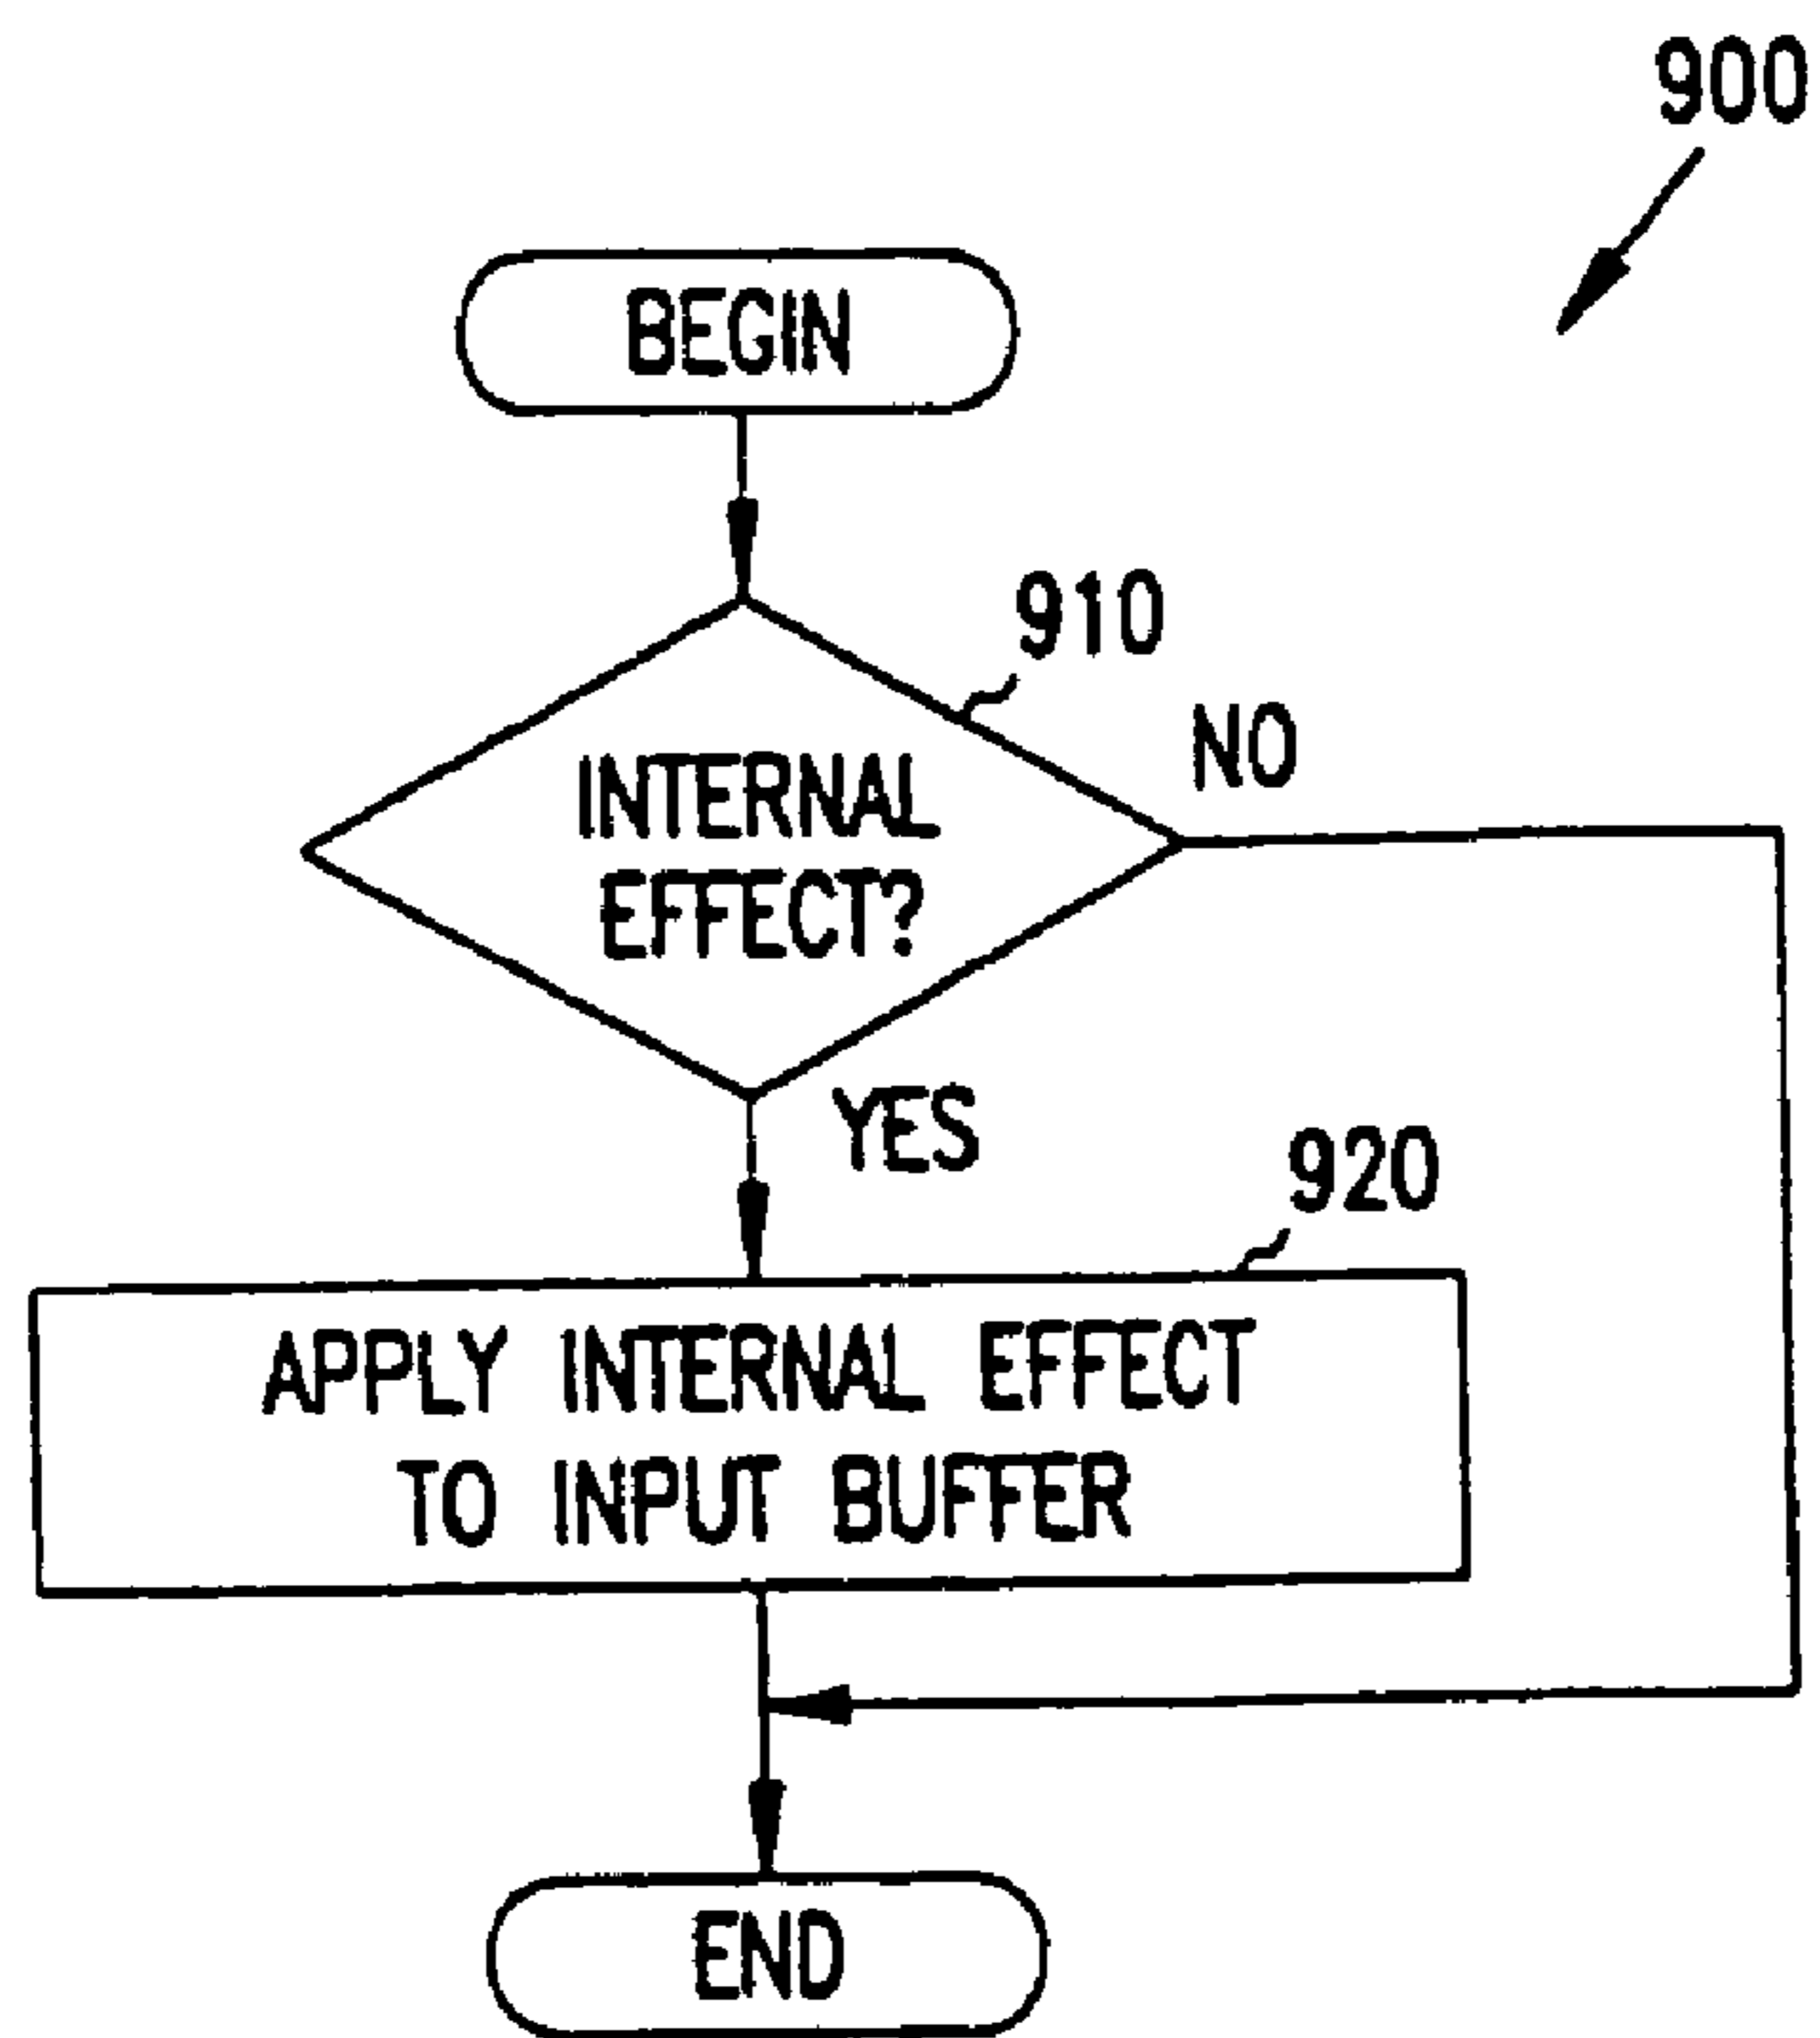 900
BEGIN
910
NO
INTERNAL
EFFECT?
YES
920
APPLY INTERNAL EFFECT
TO INPUT BUFFER
END